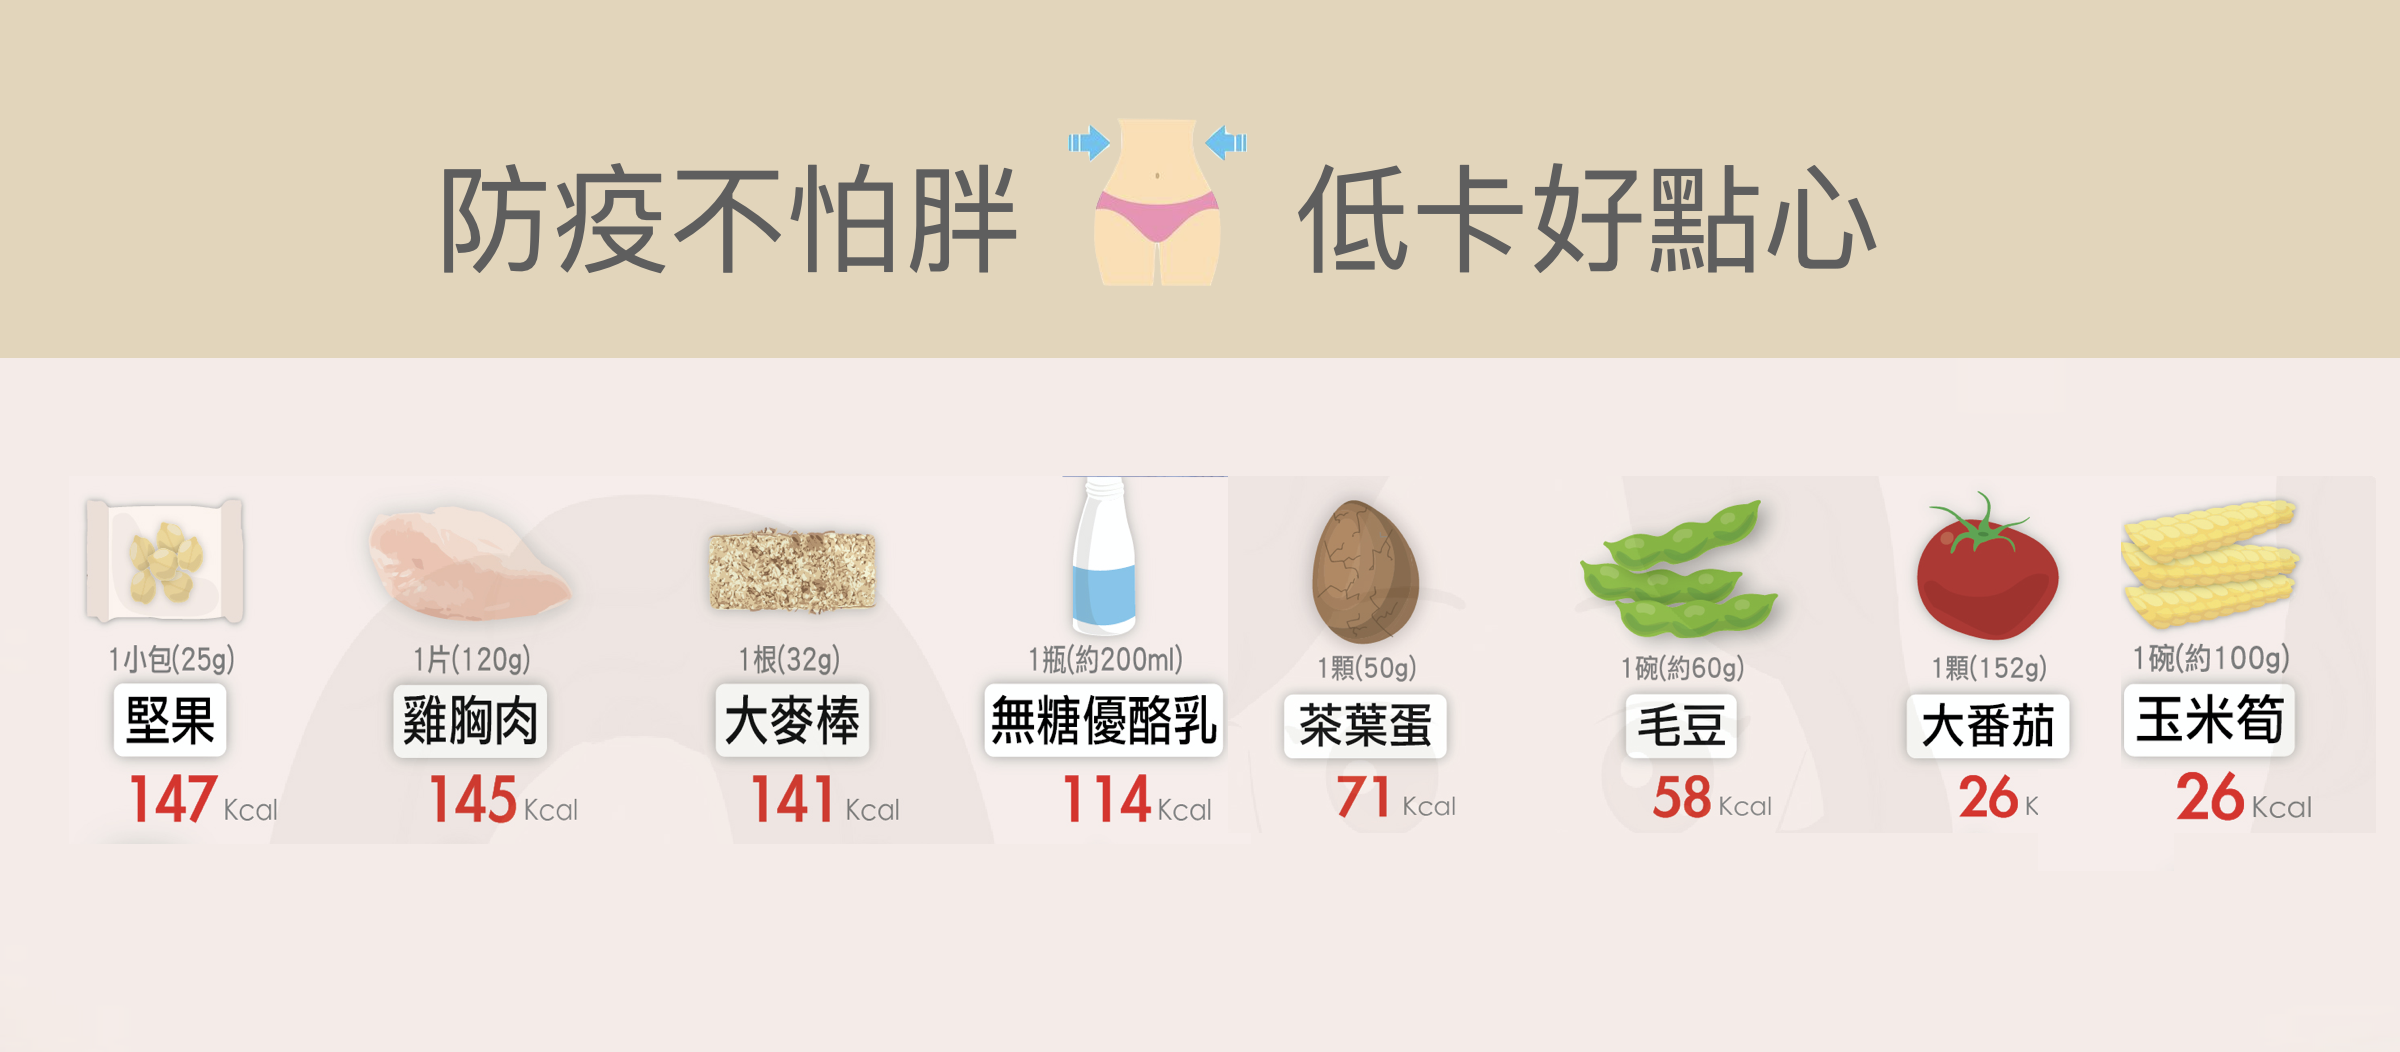 防疫不怕胖 低卡好點心
1小包(25g)
堅果
147 Kcal
1片(120g)
雞胸肉
145 Kcal
1根(32g)
大麥棒
141 Kcal
1瓶(約200ml)
無糖優酪乳
114 Kcal
1顆(50g)
茶葉蛋
71 Kcal
1碗(約60g)
毛豆
58 Kcal
1顆(152g)
大番茄
26 K
1碗(約100g)
玉米筍
26 Kcal